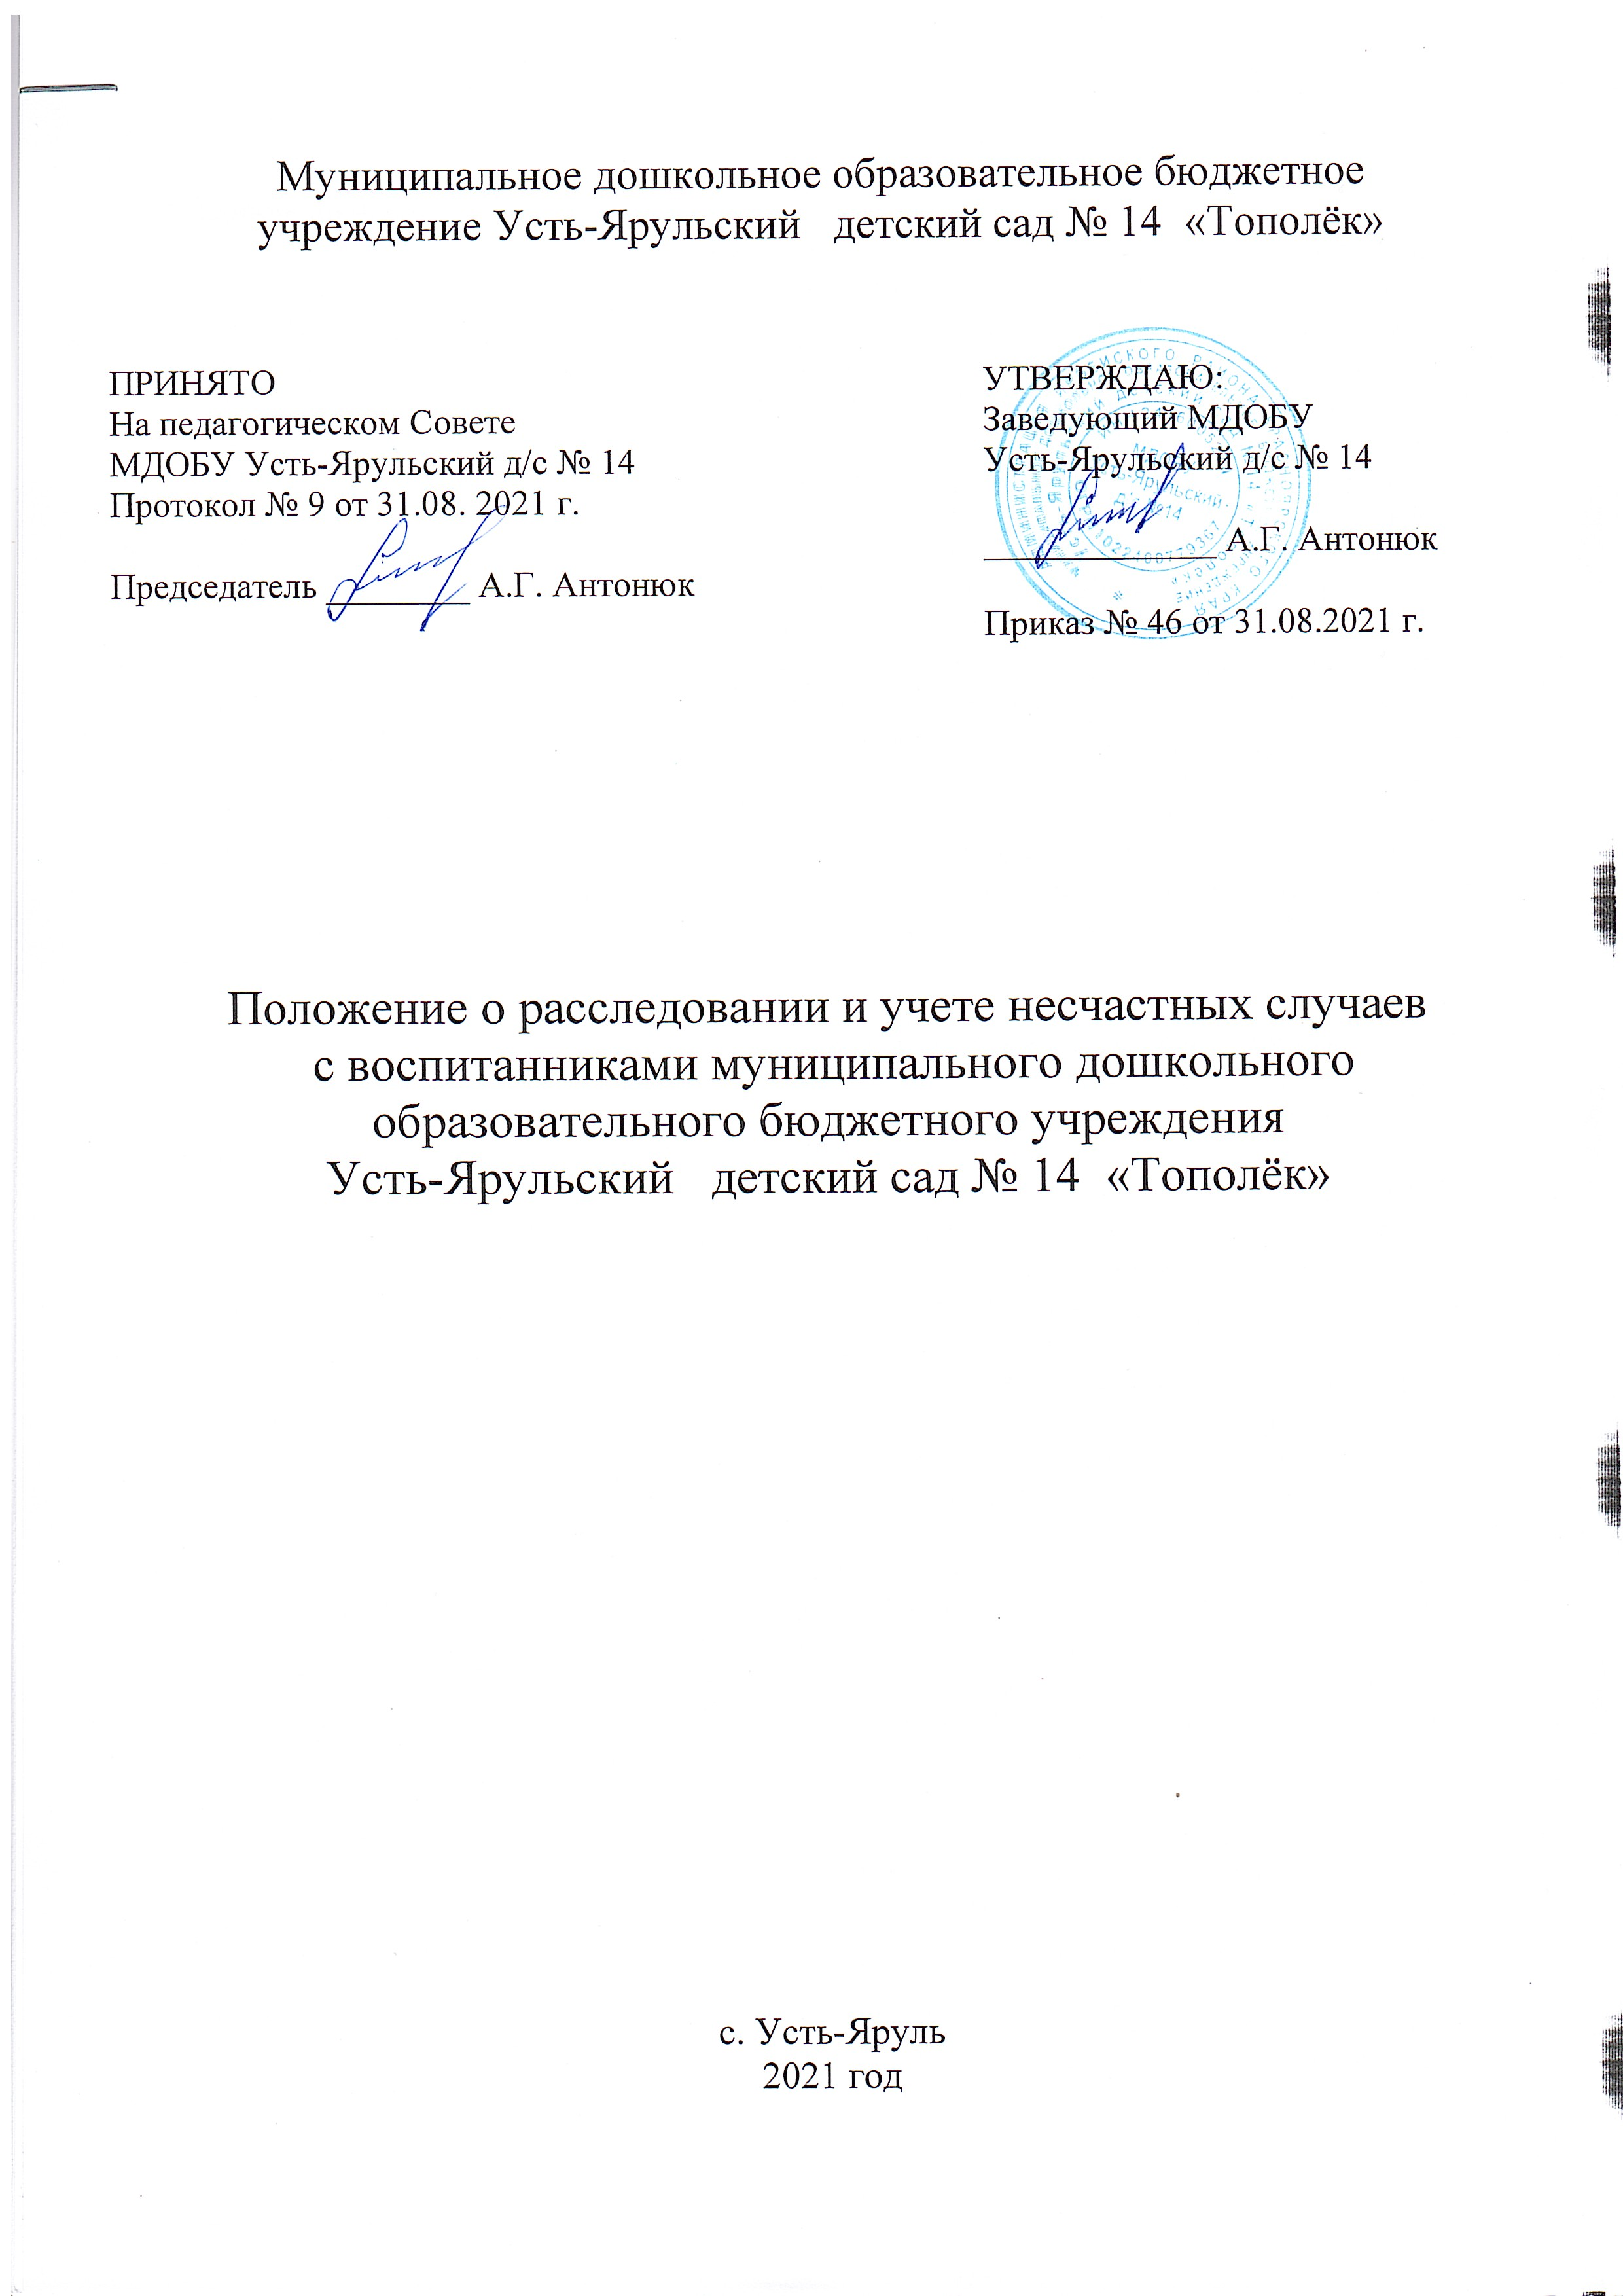 Муниципальное дошкольное образовательное бюджетное
учреждение Усть-Ярульский детский сад № 14 «Тополёк»
ПРИНЯТО
На педагогическом Совете
МДОБУ Усть-Ярульский д/с № 14
Протокол № 9 от 31.08. 2021 г.
Председатель ________ А.Г. Антонюк
УТВЕРЖДАЮ:
Заведующий МДОБУ
Усть-Ярульский д/с № 14
_____________ А.Г. Антонюк
Приказ № 46 от 31.08.2021 г.
Положение о расследовании и учете несчастных случаев
с воспитанниками муниципального дошкольного
образовательного бюджетного учреждения
Усть-Ярульский детский сад № 14 «Тополёк»
с. Усть-Яруль
2021 год